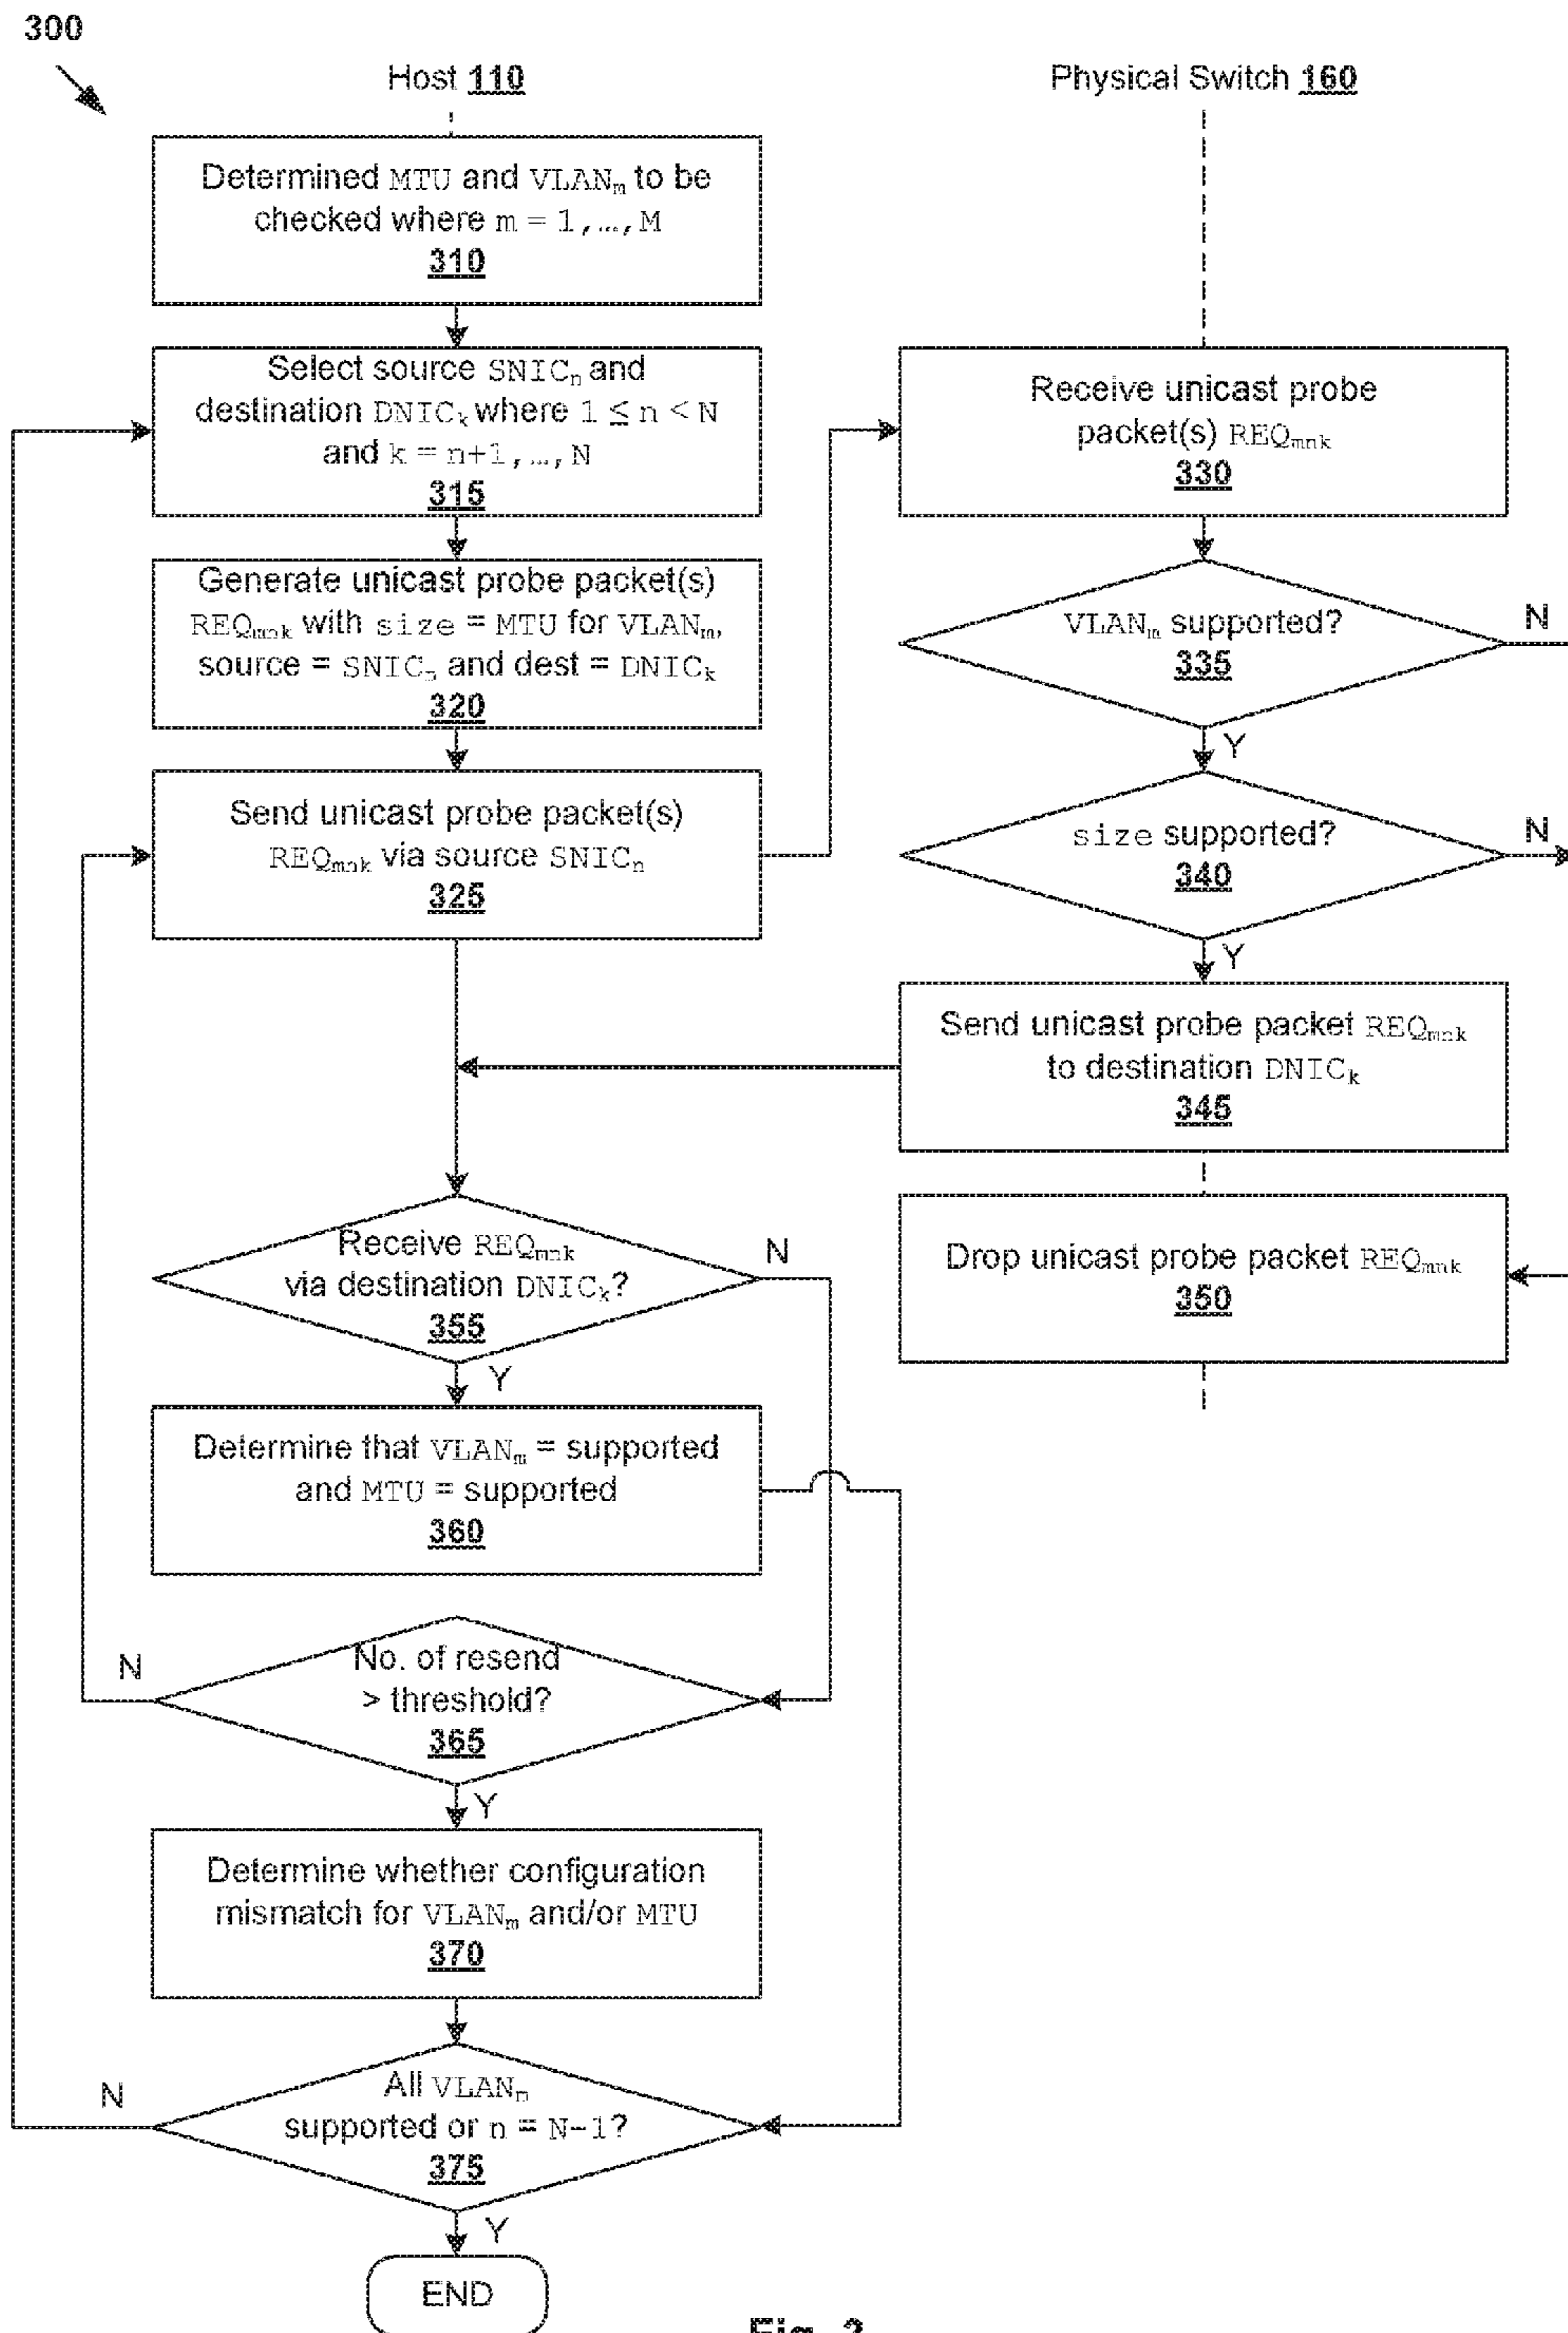 300
Host 110
Determined MTU and VLANₘ to be
checked where m = 1,...,M
310
Select source SNICₙ and
destination DNICₖ where 1 ≤ n < N
and k = n+1,...,N
315
Generate unicast probe packet(s)
REQₘₙₖ with size = MTU for VLANₘ,
source = SNICₙ and dest = DNICₖ
320
Send unicast probe packet(s)
REQₘₙₖ via source SNICₙ
325
Physical Switch 160
Receive unicast probe
packet(s) REQₘₙₖ
330
VLANₘ supported?
335
N
Y
size supported?
340
N
Y
Send unicast probe packet REQₘₙₖ
to destination DNICₖ
345
Drop unicast probe packet REQₘₙₖ
350
Receive REQₘₙₖ
via destination DNICₖ?
355
N
Y
Determine that VLANₘ = supported
and MTU = supported
360
No. of resend
> threshold?
365
N
Y
Determine whether configuration
mismatch for VLANₘ and/or MTU
370
All VLANₘ
supported or n = N-1?
375
N
Y
END